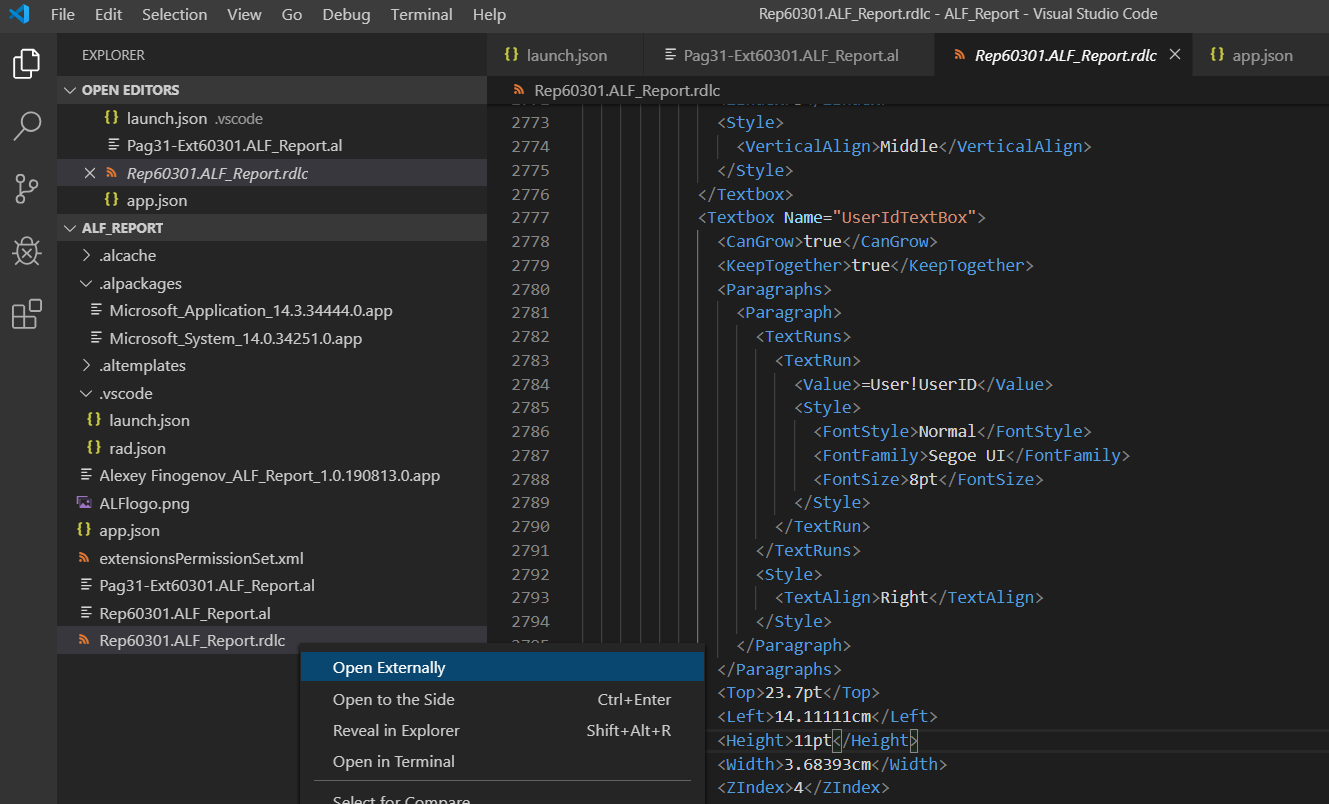 File Edit Selection View Go Debug Terminal Help
Rep60301.ALF_Report.rdlc - ALF_Report - Visual Studio Code
EXPLORER
OPEN EDITORS
{} launch.json .vscode
Pag31-Ext60301.ALF_Report.al
Rep60301.ALF_Report.rdlc
{} app.json
ALF_REPORT
.alcache
.alpackages
Microsoft_Application_14.3.34444.0.app
Microsoft_System_14.0.34251.0.app
.altemplates
.vscode
{} launch.json
{} rad.json
Alexey Finogenov_ALF_Report_1.0.190813.0.app
ALFlogo.png
{} app.json
extensionsPermissionSet.xml
Pag31-Ext60301.ALF_Report.al
Rep60301.ALF_Report.al
Rep60301.ALF_Report.rdlc
Open Externally
Open to the Side Ctrl+Enter
Reveal in Explorer Shift+Alt+R
Open in Terminal
Select for Compare
{} launch.json Pag31-Ext60301.ALF_Report.al Rep60301.ALF_Report.rdlc {} app.json
Rep60301.ALF_Report.rdlc
2773 <Style>
2774 <VerticalAlign>Middle</VerticalAlign>
2775 </Style>
2776 </Textbox>
2777 <Textbox Name="UserIdTextBox">
2778 <CanGrow>true</CanGrow>
2779 <KeepTogether>true</KeepTogether>
2780 <Paragraphs>
2781 <Paragraph>
2782 <TextRuns>
2783 <TextRun>
2784 <Value>=User!UserID</Value>
2785 <Style>
2786 <FontStyle>Normal</FontStyle>
2787 <FontFamily>Segoe UI</FontFamily>
2788 <FontSize>8pt</FontSize>
2789 </Style>
2790 </TextRun>
2791 </TextRuns>
2792 <Style>
2793 <TextAlign>Right</TextAlign>
2794 </Style>
2795 </Paragraph>
</Paragraphs>
<Top>23.7pt</Top>
<Left>14.11111cm</Left>
<Height>11pt</Height>
<Width>3.68393cm</Width>
<ZIndex>4</ZIndex>